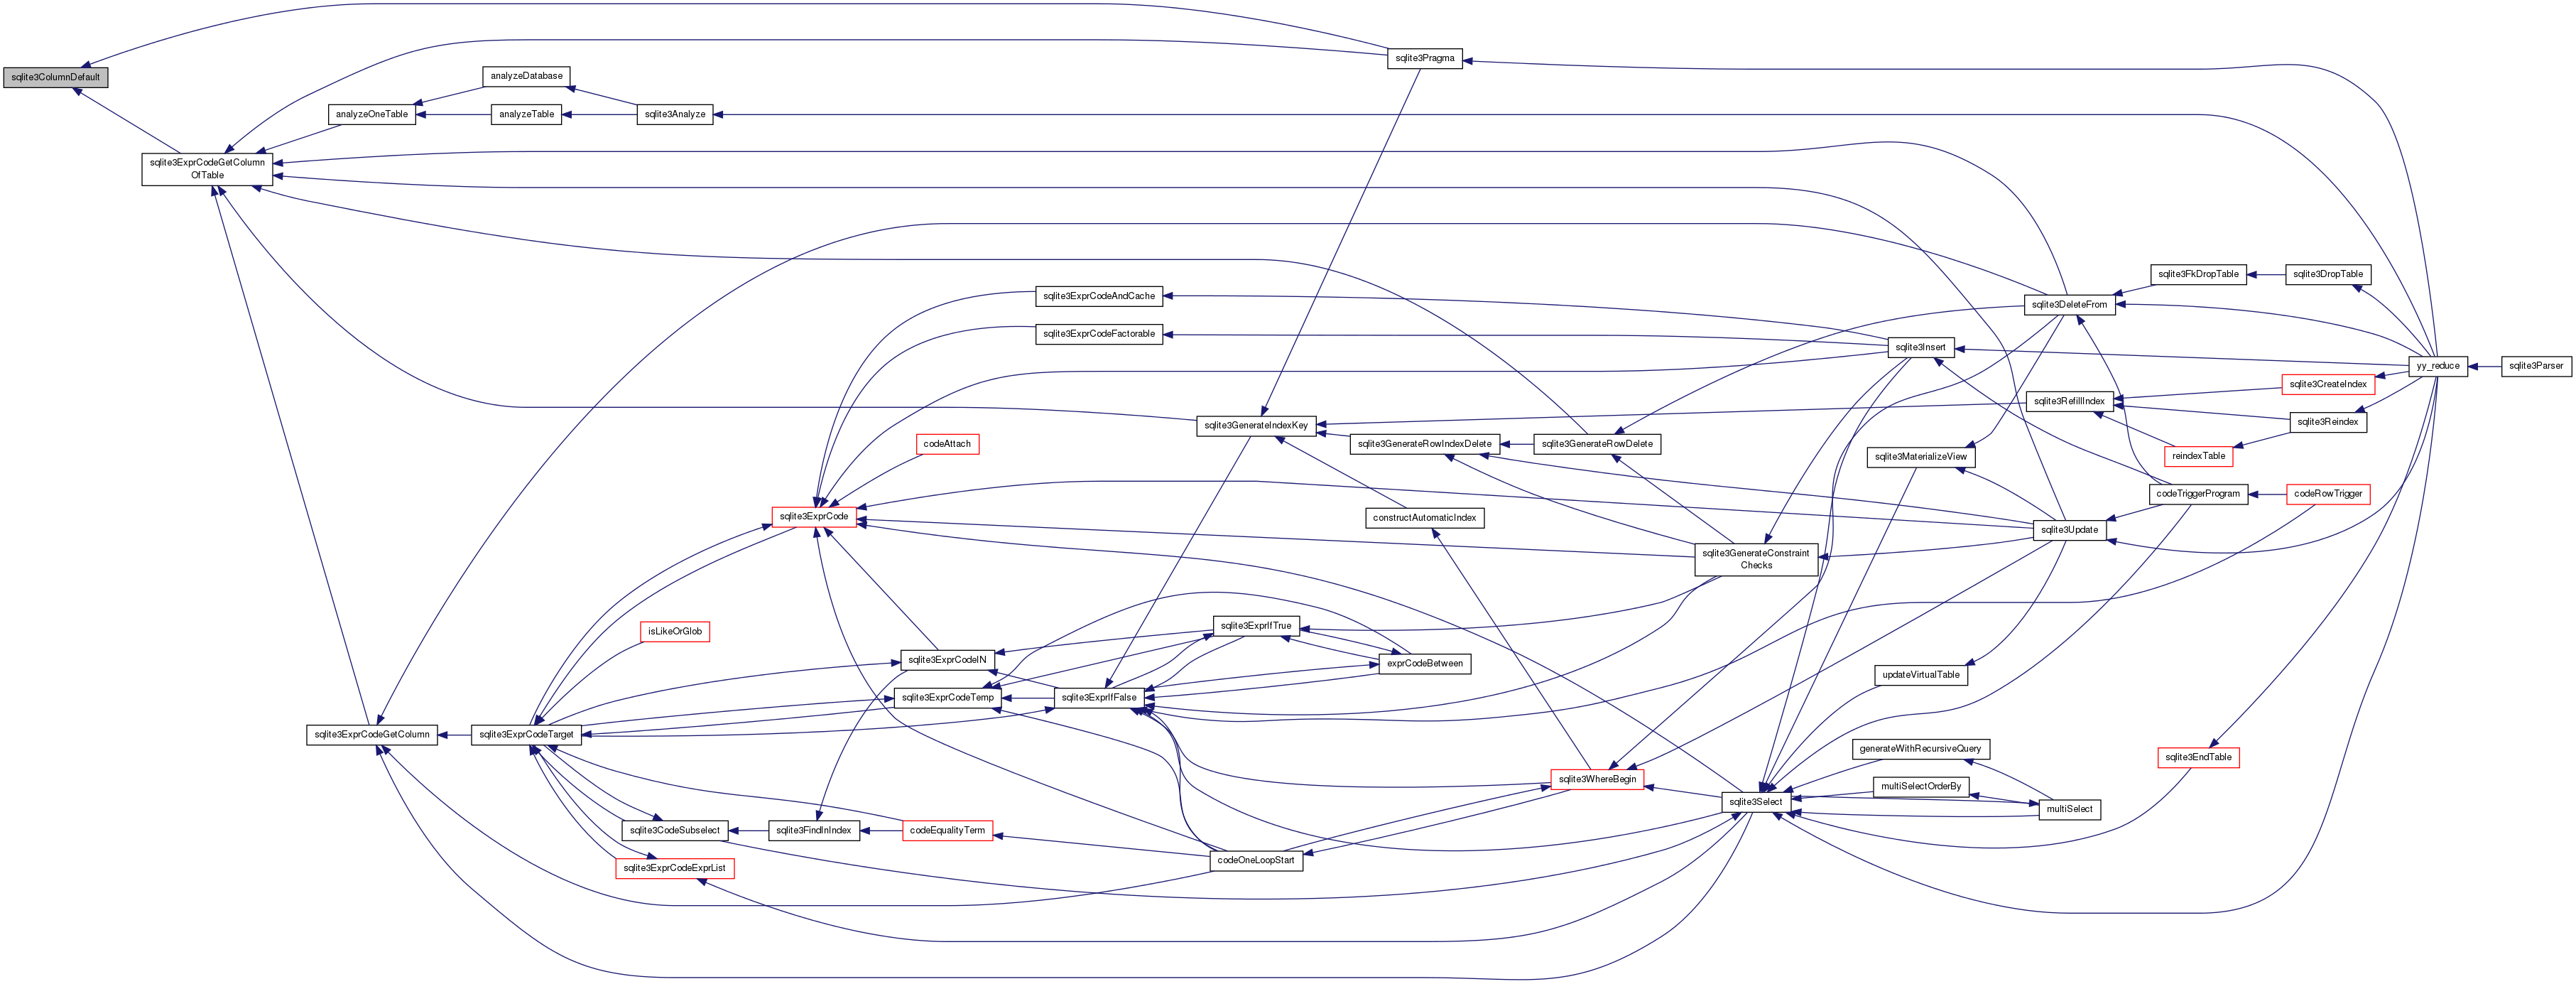 sqlite3ColumnDefault
sqlite3ExprCodeGetColumn
OfTable
sqlite3Pragma
analyzeDatabase
analyzeOneTable
analyzeTable
sqlite3Analyze
sqlite3ExprCodeAndCache
sqlite3ExprCodeFactorable
sqlite3FkDropTable
sqlite3DropTable
sqlite3DeleteFrom
sqlite3Insert
yy_reduce
sqlite3Parser
sqlite3CreateIndex
sqlite3RefillIndex
sqlite3Reindex
reindexTable
sqlite3GenerateIndexKey
sqlite3GenerateRowIndexDelete
sqlite3GenerateRowDelete
codeAttach
sqlite3MaterializeView
codeTriggerProgram
codeRowTrigger
sqlite3ExprCode
constructAutomaticIndex
sqlite3Update
sqlite3GenerateConstraint
Checks
isLikeOrGlob
sqlite3ExprIfTrue
sqlite3ExprCodeIN
exprCodeBetween
sqlite3ExprCodeTemp
sqlite3ExprIfFalse
updateVirtualTable
sqlite3ExprCodeGetColumn
sqlite3ExprCodeTarget
generateWithRecursiveQuery
sqlite3EndTable
sqlite3WhereBegin
multiSelectOrderBy
sqlite3Select
multiSelect
sqlite3CodeSubselect
sqlite3FindInIndex
codeEqualityTerm
codeOneLoopStart
sqlite3ExprCodeExprList